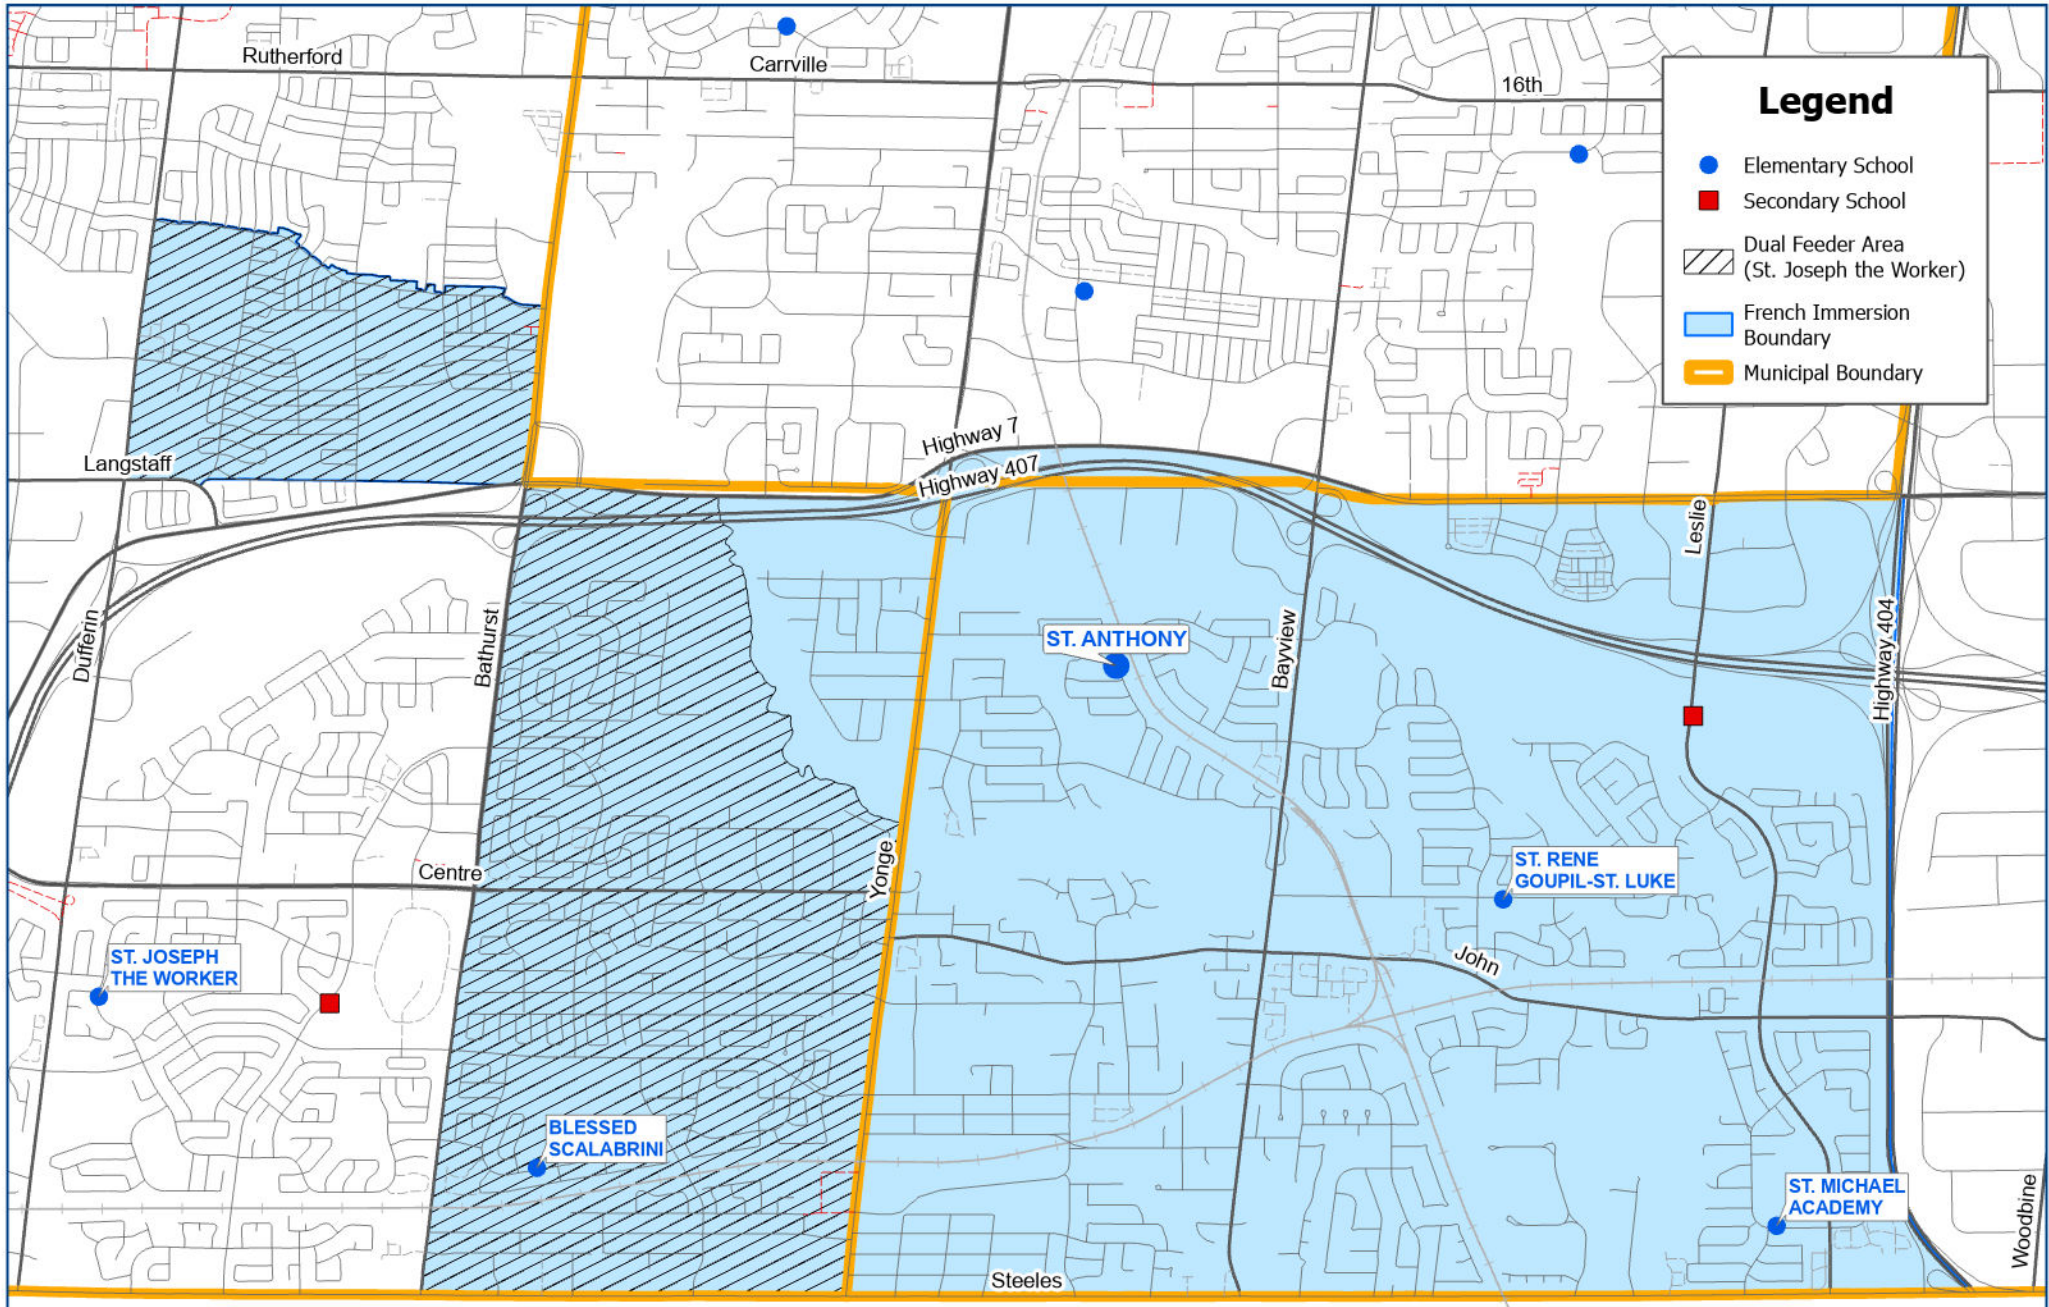 Rutherford
Carrville
16th
Legend
Elementary School
Secondary School
Dual Feeder Area
(St. Joseph the Worker)
French Immersion
Boundary
Municipal Boundary
Highway 7
Langstaff
Highway 407
Leslie
Dufferin
Bathurst
ST. ANTHONY
Bayview
Highway 404
Centre
Yonge
ST. RENE
GOUPIL-ST. LUKE
ST. JOSEPH
THE WORKER
John
BLESSED
SCALABRINI
ST. MICHAEL
ACADEMY
Woodbine
Steeles